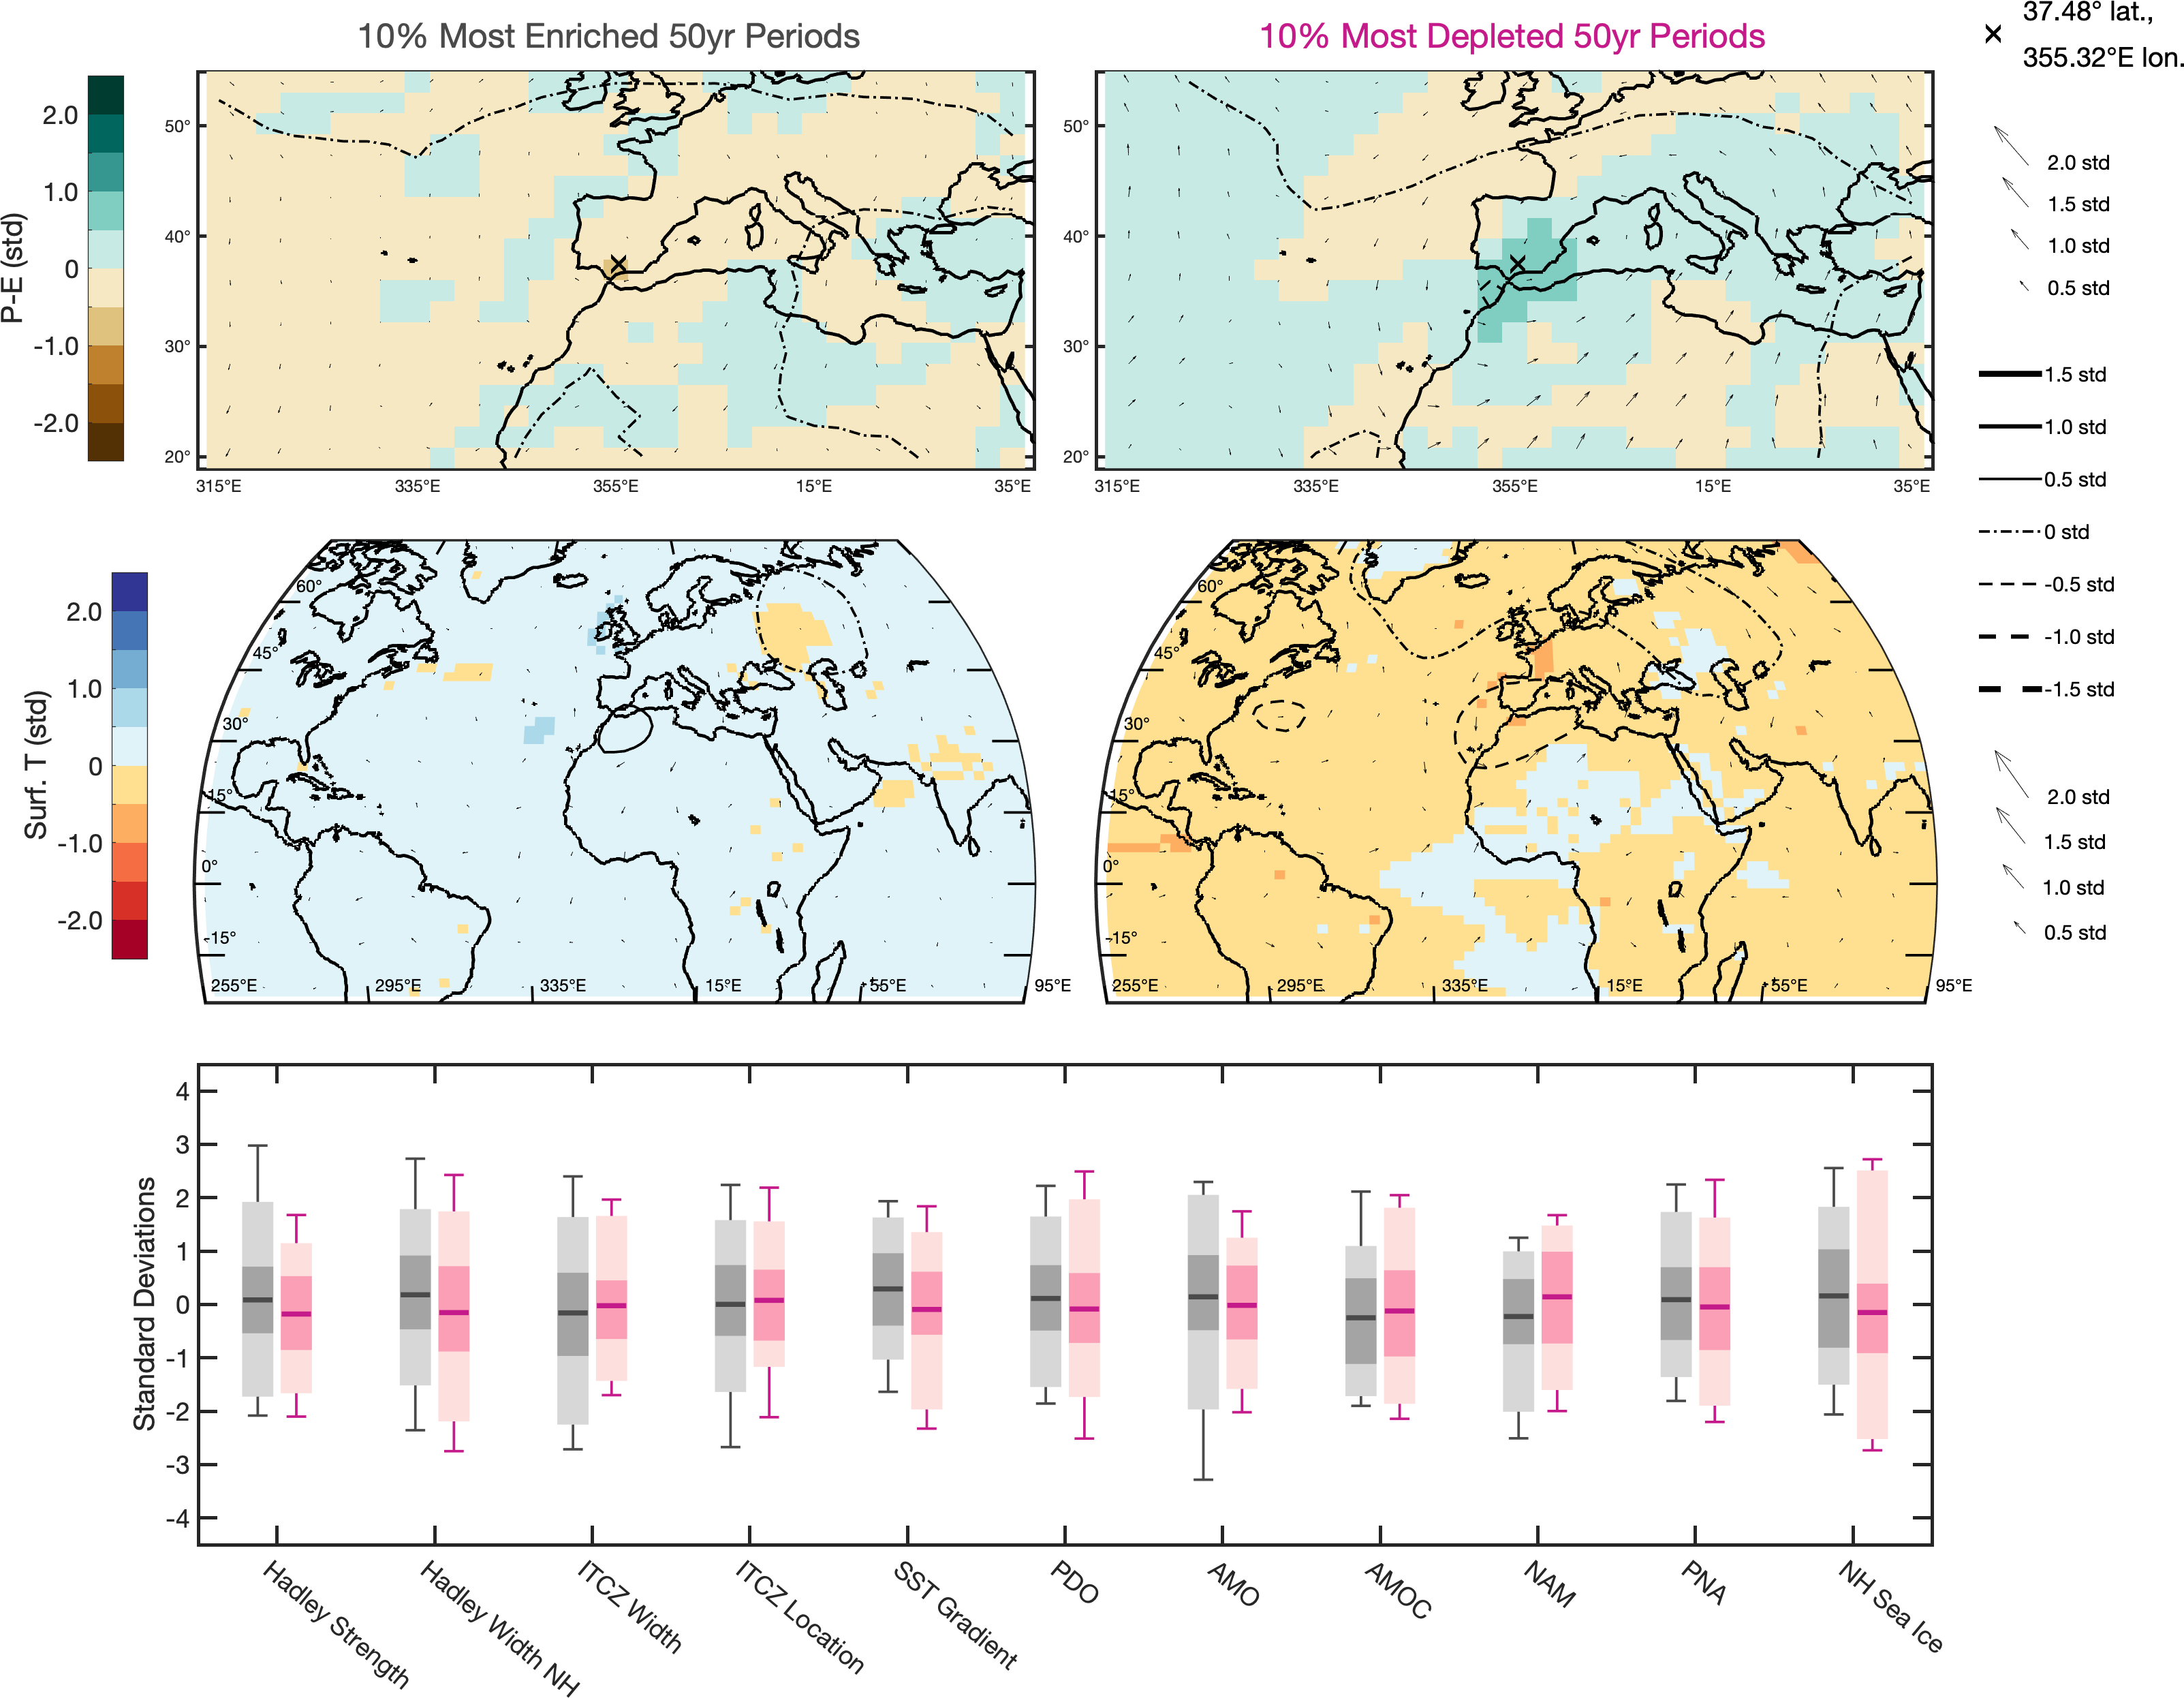 10% Most Enriched 50yr Periods
10% Most Depleted 50yr Periods
37.48° lat.,
355.32°E lon.
P-E (std)
2.0
1.0
0
-1.0
-2.0
50°
40°
30°
20°
315°E
335°E
355°E
15°E
35°E
50°
40°
30°
20°
315°E
335°E
355°E
15°E
35°E
2.0 std
1.5 std
1.0 std
0.5 std
1.5 std
1.0 std
0.5 std
0 std
-0.5 std
-1.0 std
-1.5 std
Surf. T (std)
2.0
1.0
0
-1.0
-2.0
60°
45°
30°
15°
0°
-15°
255°E
295°E
335°E
15°E
55°E
95°E
60°
45°
30°
15°
0°
-15°
255°E
295°E
335°E
15°E
55°E
95°E
2.0 std
1.5 std
1.0 std
0.5 std
Standard Deviations
4
3
2
1
0
-1
-2
-3
-4
Hadley Strength
Hadley Width NH
ITCZ Width
ITCZ Location
SST Gradient
PDO
AMO
AMOC
NAM
PNA
NH Sea Ice